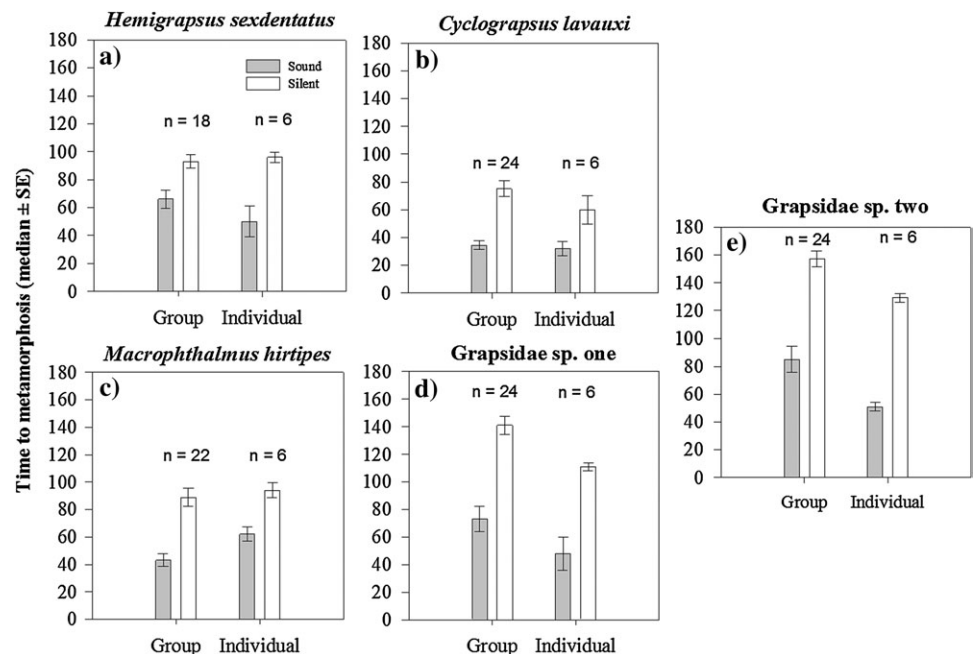 Time to metamorphosis (median ± SE)
Hemigrapsus sexdentatus
a)
180
160
140
120
100
80
60
40
20
0
Sound
Silent
n = 18 n = 6
Group Individual
Cyclograpsus lavauxi
b)
180
160
140
120
100
80
60
40
20
0
n = 24 n = 6
Group Individual
Macrophthalmus hirtipes
c)
180
160
140
120
100
80
60
40
20
0
n = 22 n = 6
Group Individual
Grapsidae sp. one
d)
180
160
140
120
100
80
60
40
20
0
n = 24 n = 6
Group Individual
Grapsidae sp. two
e)
180
160
140
120
100
80
60
40
20
0
n = 24 n = 6
Group Individual